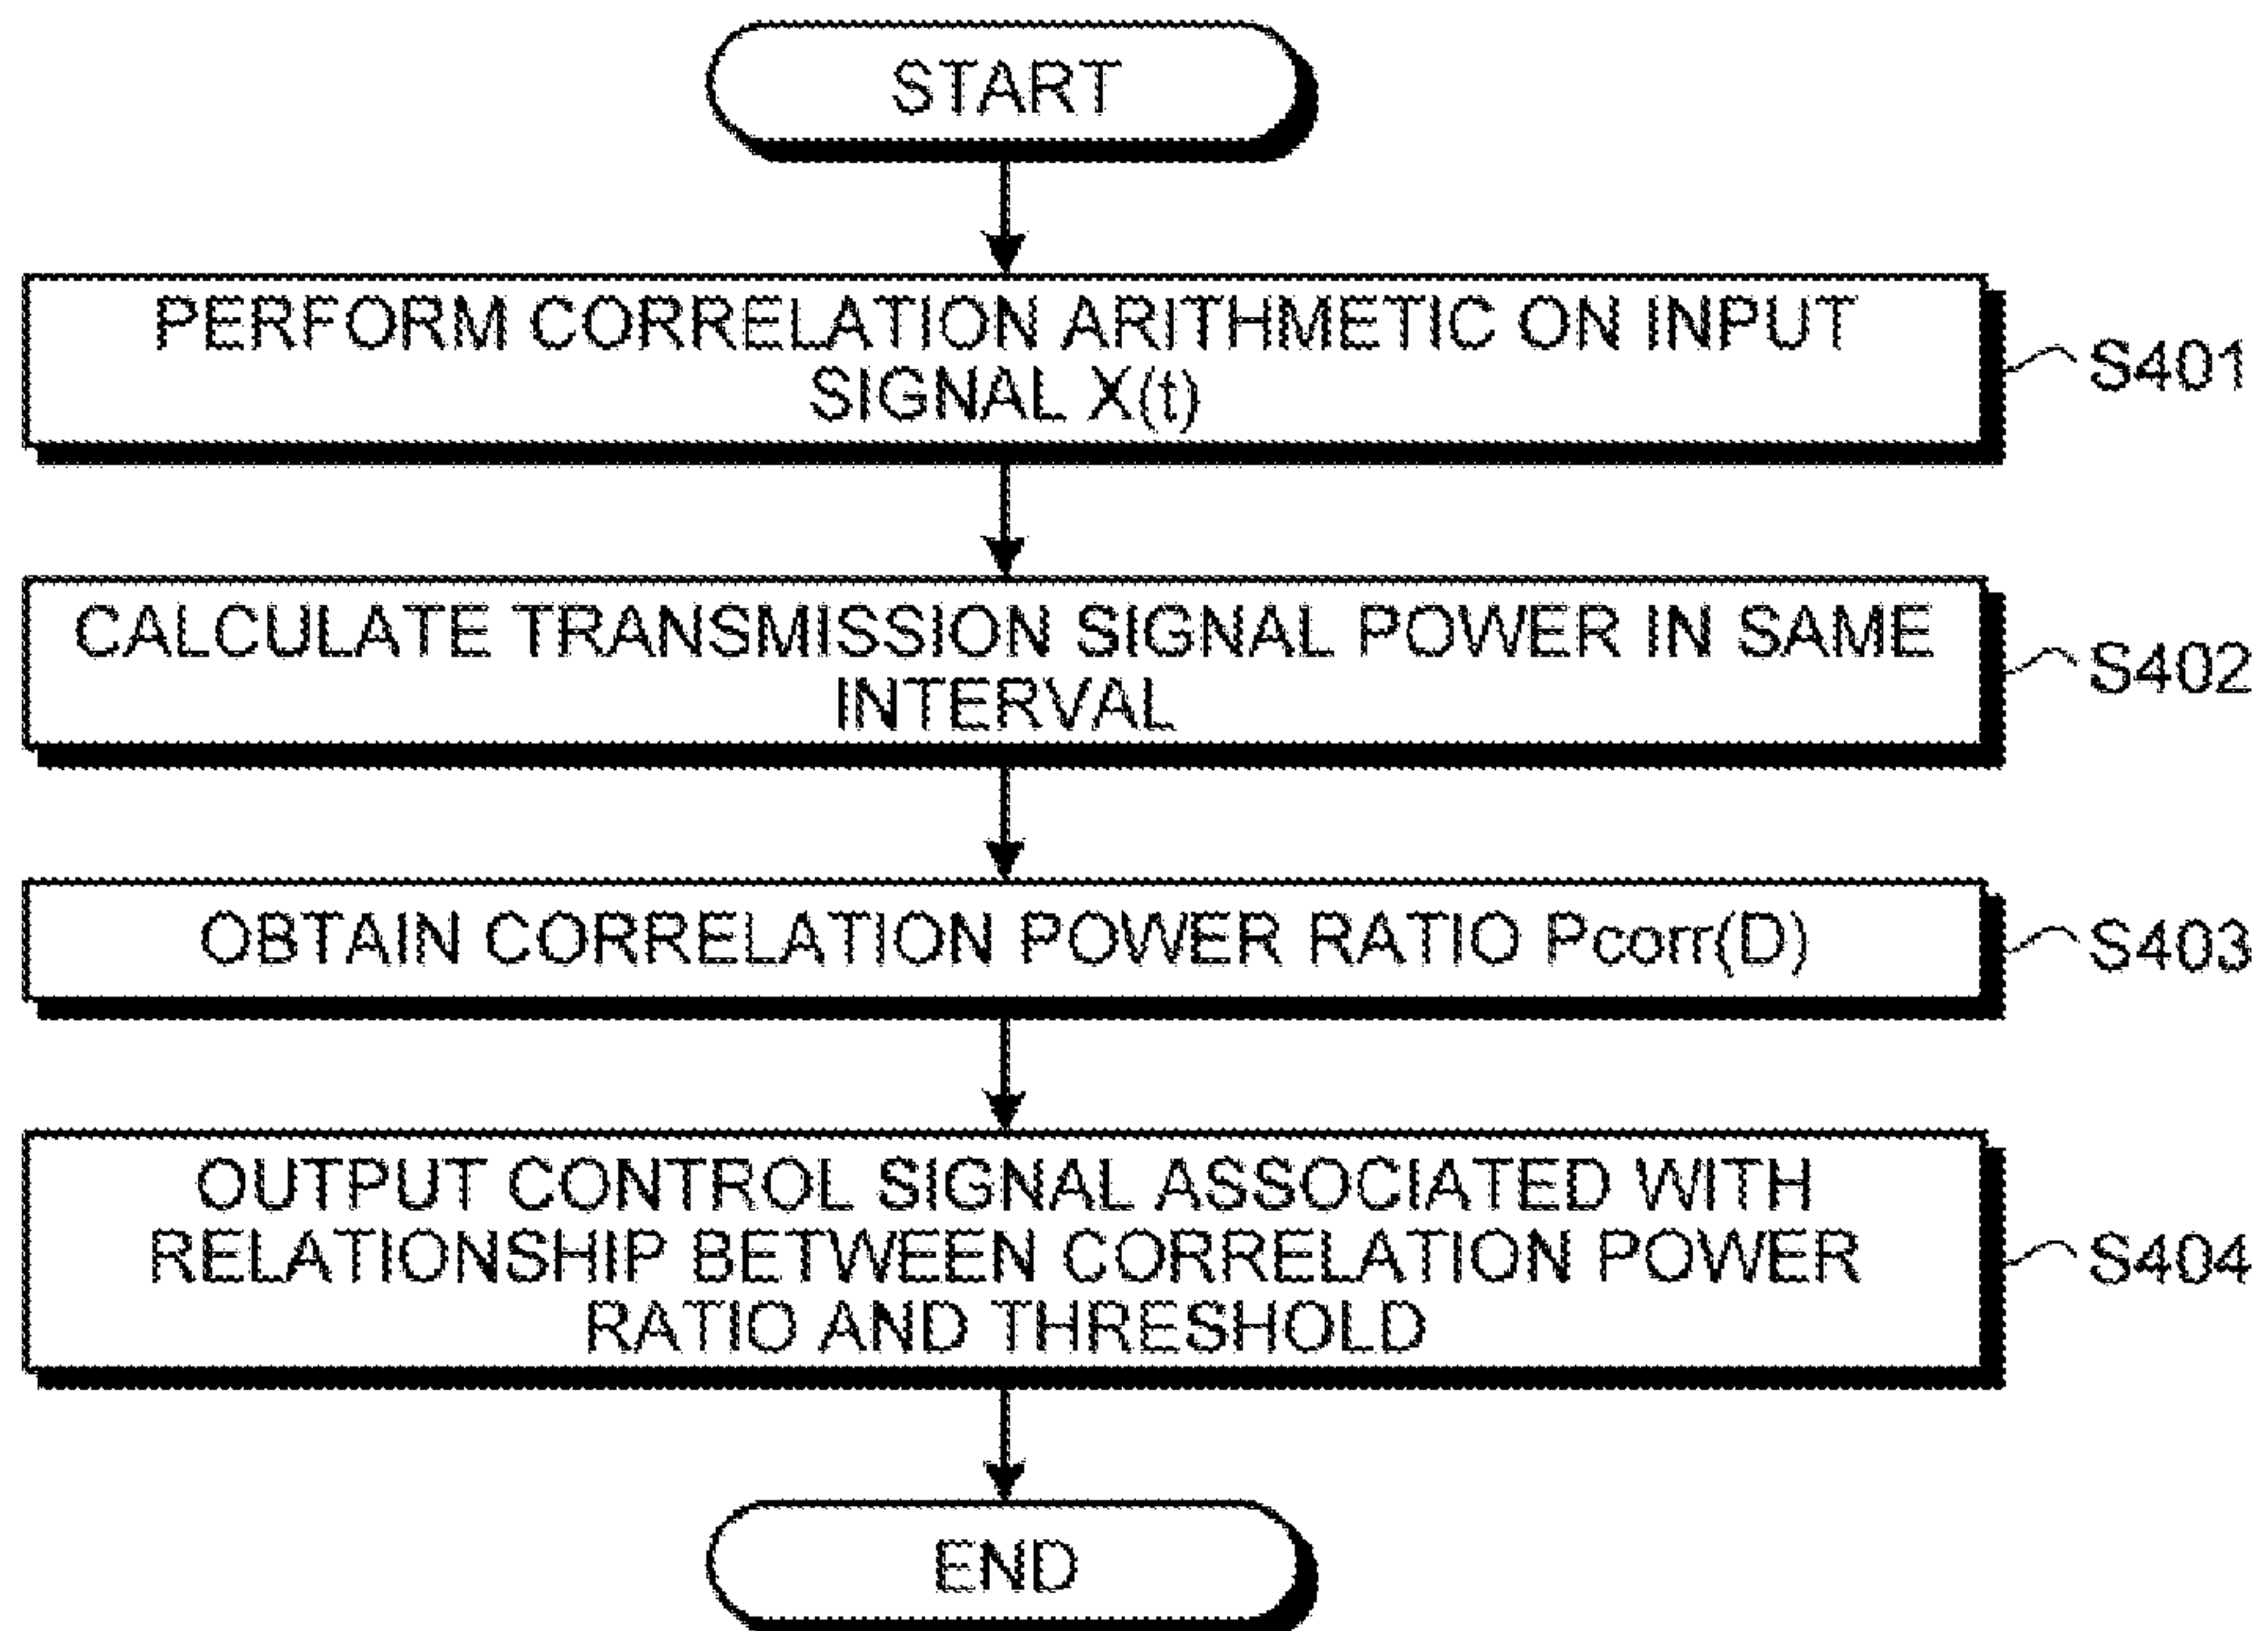 START
PERFORM CORRELATION ARITHMETIC ON INPUT
SIGNAL X(t)
S401
CALCULATE TRANSMISSION SIGNAL POWER IN SAME
INTERVAL
S402
OBTAIN CORRELATION POWER RATIO Pcorr(D)
S403
OUTPUT CONTROL SIGNAL ASSOCIATED WITH
RELATIONSHIP BETWEEN CORRELATION POWER
RATIO AND THRESHOLD
S404
END